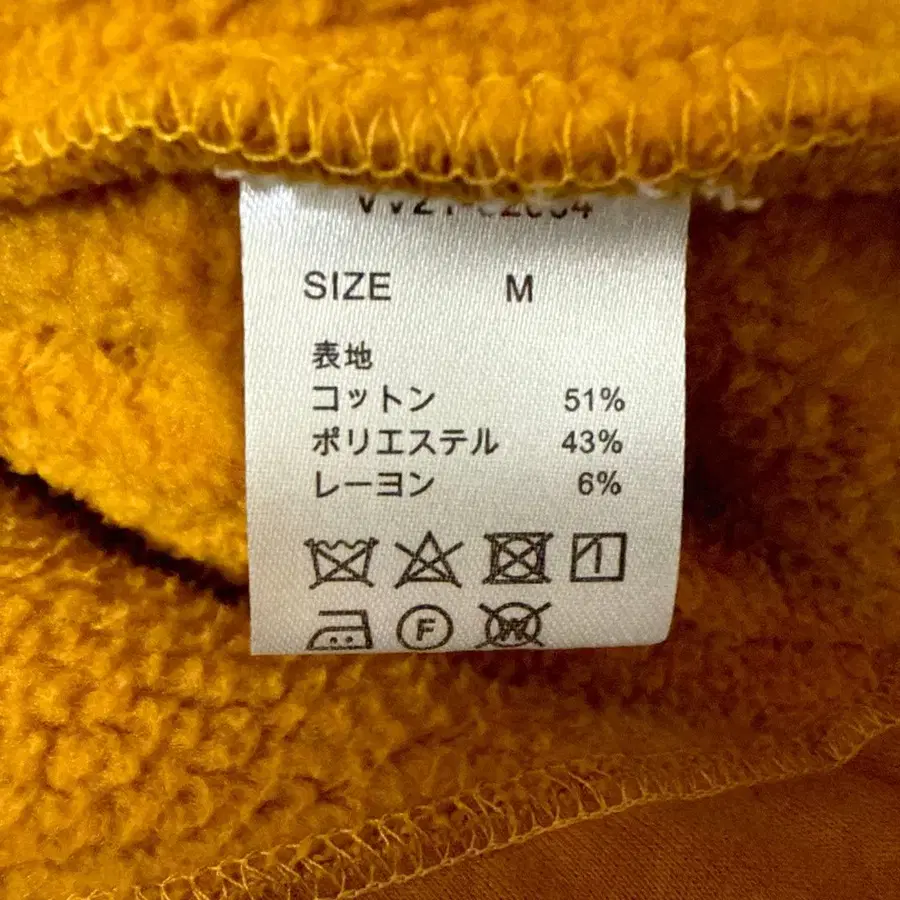 SIZE M
表地
コットン 51%
ポリエステル 43%
レーヨン 6%
F
W